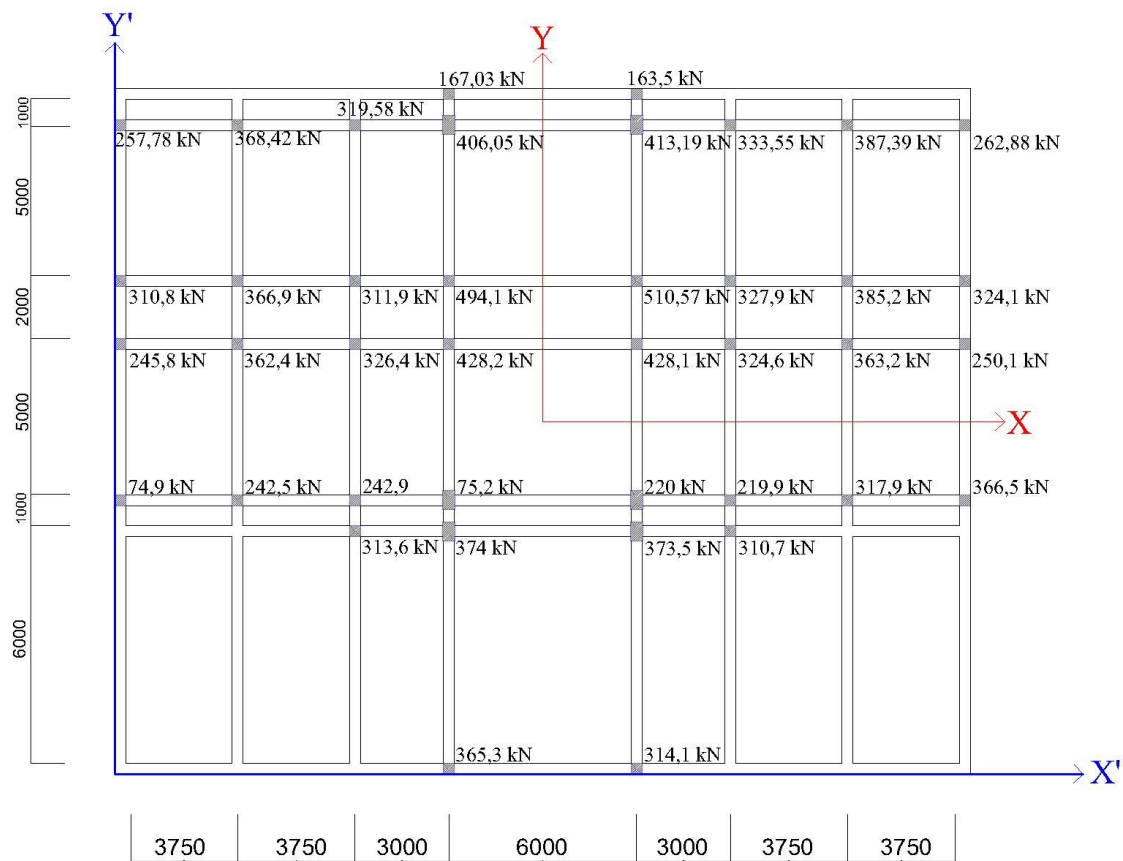 Y'
Y
167,03 kN 163,5 kN
1000
319,58 kN
257,78 kN 368,42 kN 406,05 kN 413,19 kN 333,55 kN 387,39 kN 262,88 kN
5000
310,8 kN 366,9 kN 311,9 kN 494,1 kN 510,57 kN 327,9 kN 385,2 kN 324,1 kN
2000
245,8 kN 362,4 kN 326,4 kN 428,2 kN 428,1 kN 324,6 kN 363,2 kN 250,1 kN
5000
X
74,9 kN 242,5 kN 242,9 75,2 kN 220 kN 219,9 kN 317,9 kN 366,5 kN
1000
313,6 kN 374 kN 373,5 kN 310,7 kN
6000
365,3 kN 314,1 kN
X'
3750 3750 3000 6000 3000 3750 3750